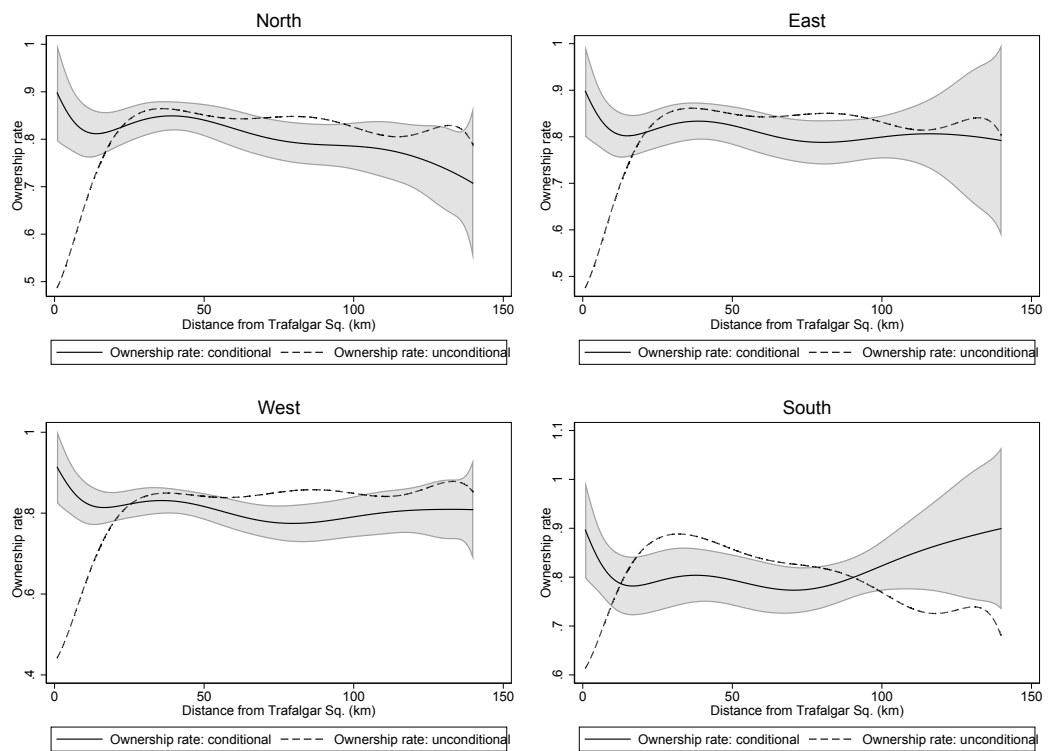 North
Ownership rate
.5 .6 .7 .8 .9 1
0 50 100 150
Distance from Trafalgar Sq. (km)
Ownership rate: conditional Ownership rate: unconditional
East
Ownership rate
.5 .6 .7 .8 .9 1
0 50 100 150
Distance from Trafalgar Sq. (km)
Ownership rate: conditional Ownership rate: unconditional
West
Ownership rate
.4 .6 .8 1
0 50 100 150
Distance from Trafalgar Sq. (km)
Ownership rate: conditional Ownership rate: unconditional
South
Ownership rate
.6 .7 .8 .9 1 1.1
0 50 100 150
Distance from Trafalgar Sq. (km)
Ownership rate: conditional Ownership rate: unconditional